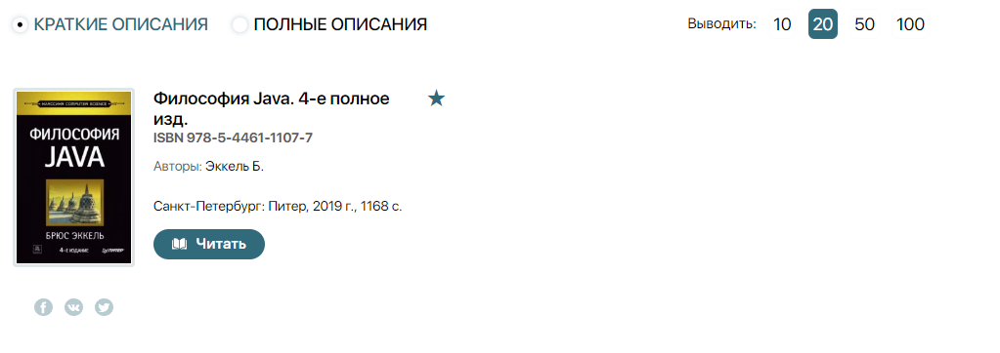 КРАТКИЕ ОПИСАНИЯ ПОЛНЫЕ ОПИСАНИЯ Выводить: 10 20 50 100
КЛАССИКА COMPUTER SCIENCE
ФИЛОСОФИЯ
JAVA
БРЮС ЭККЕЛЬ
4-е ИЗДАНИЕ ПИТЕР
Философия Java. 4-е полное
изд.
ISBN 978-5-4461-1107-7
Авторы: Эккель Б.
Санкт-Петербург: Питер, 2019 г., 1168 с.
Читать